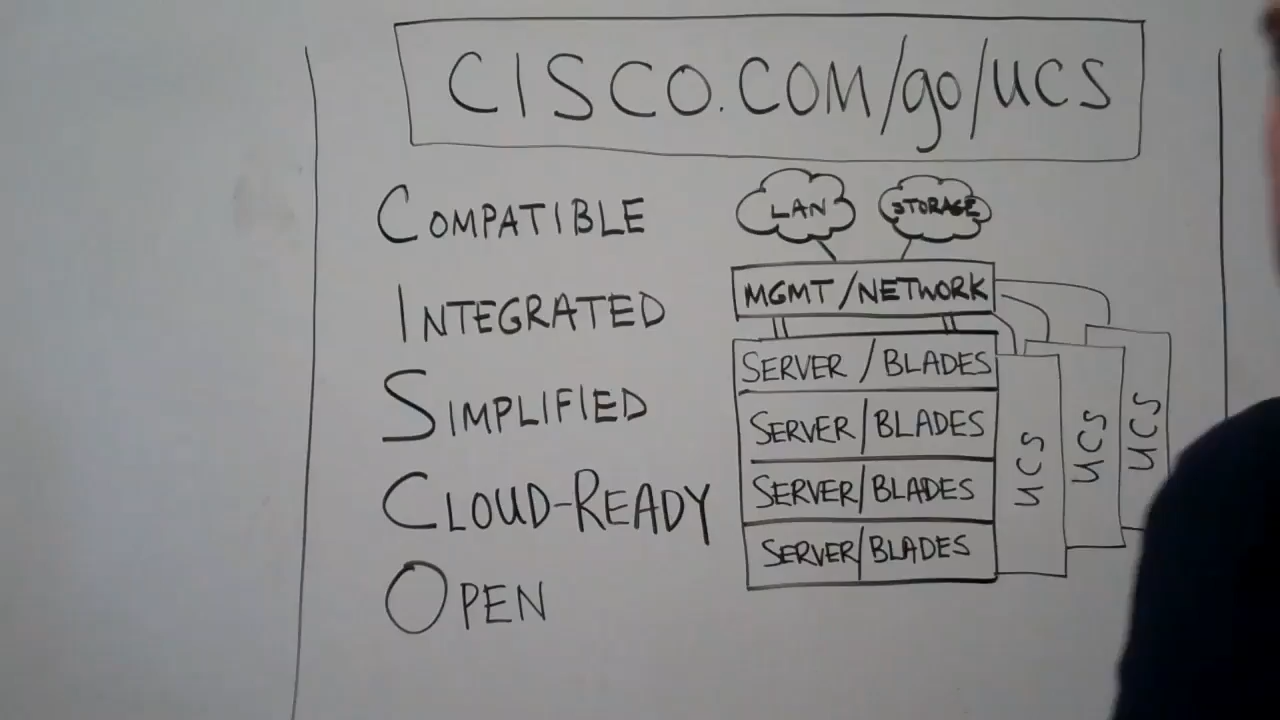 CISCO.COM/go/UCS
COMPATIBLE
INTEGRATED
SIMPLIFIED
CLOUD-READY
OPEN
LAN
STORAGE
MGMT/NETWORK
SERVER/BLADES
SERVER/BLADES
SERVER/BLADES
SERVER/BLADES
UCS
UCS
UCS